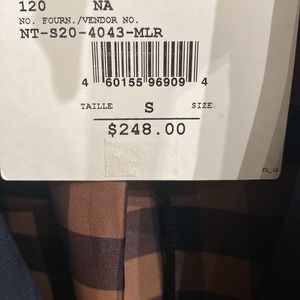 120 NA
NO. FOURN./VENDOR NO.
NT-S20-4043-MLR
4 60155 96909 4
TAILLE S SIZE
$248.00